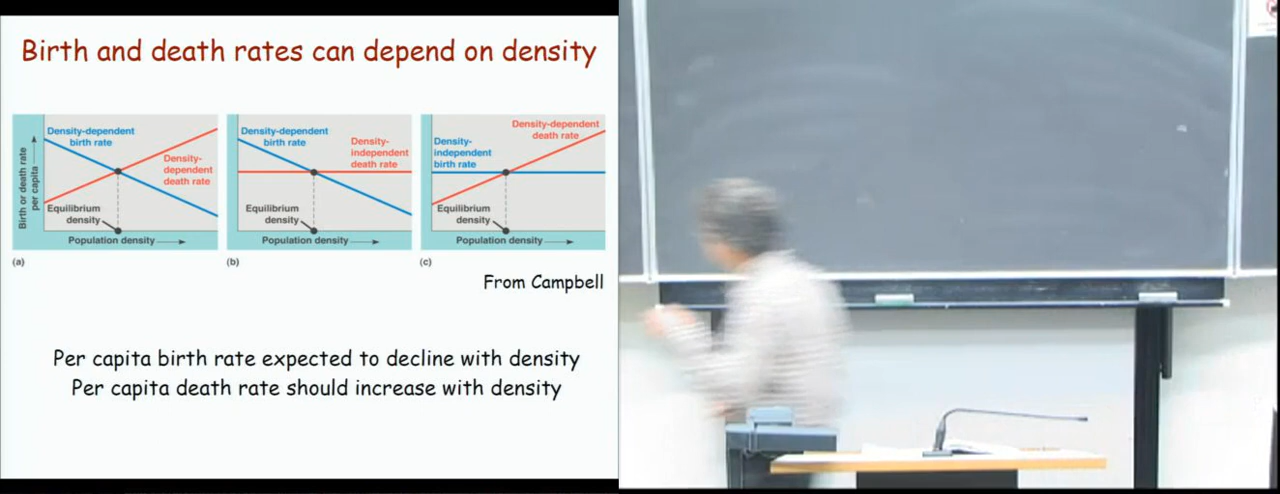 Birth and death rates can depend on density
Density-dependent
birth rate
Density-
dependent
death rate
Equilibrium
density
Birth or death rate
per capita
Population density
(a)
Density-dependent
birth rate
Density-
independent
death rate
Equilibrium
density
Population density
(b)
Density-
independent
birth rate
Density-dependent
death rate
Equilibrium
density
Population density
(c)
From Campbell
Per capita birth rate expected to decline with density
Per capita death rate should increase with density